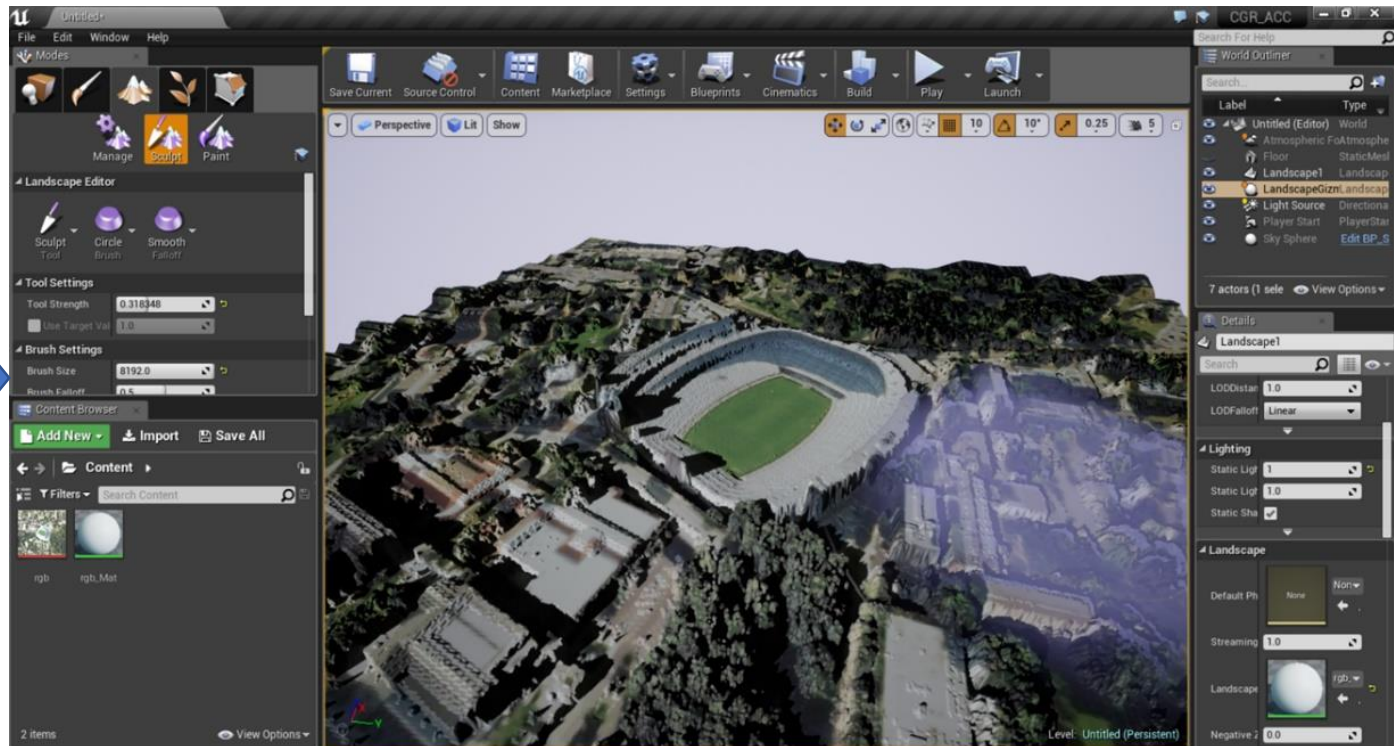 Untitled*
CGR_ACC
File Edit Window Help
Search For Help
Modes
Manage Sculpt Paint
Landscape Editor
Sculpt Circle Smooth
Tool Brush Falloff
Tool Settings
Tool Strength 0.318348
Use Target Val 1.0
Brush Settings
Brush Size 8192.0
Brush Falloff 0.5
Content Browser
Add New Import Save All
Content
Filters Search Content
rgb rgb_Mat
2 items View Options
Save Current Source Control Content Marketplace Settings Blueprints Cinematics Build Play Launch
Perspective Lit Show 10 10° 0.25 5
X Y
Level: Untitled (Persistent)
World Outliner
Search...
Label Type
Untitled (Editor) World
Atmospheric Fo Atmosphe
Floor StaticMesl
Landscape1 Landscap
LandscapeGizm Landscap
Light Source Directiona
Player Start PlayerStar
Sky Sphere Edit BP_S
7 actors (1 sele View Options
Details
Landscape1
Search
LODDistar 1.0
LODFalloff Linear
Lighting
Static Ligh 1
Static Ligh 1.0
Static Sha
Landscape
Default Ph None Non
Streaming 1.0
Landscape rgb_
Negative Z 0.0